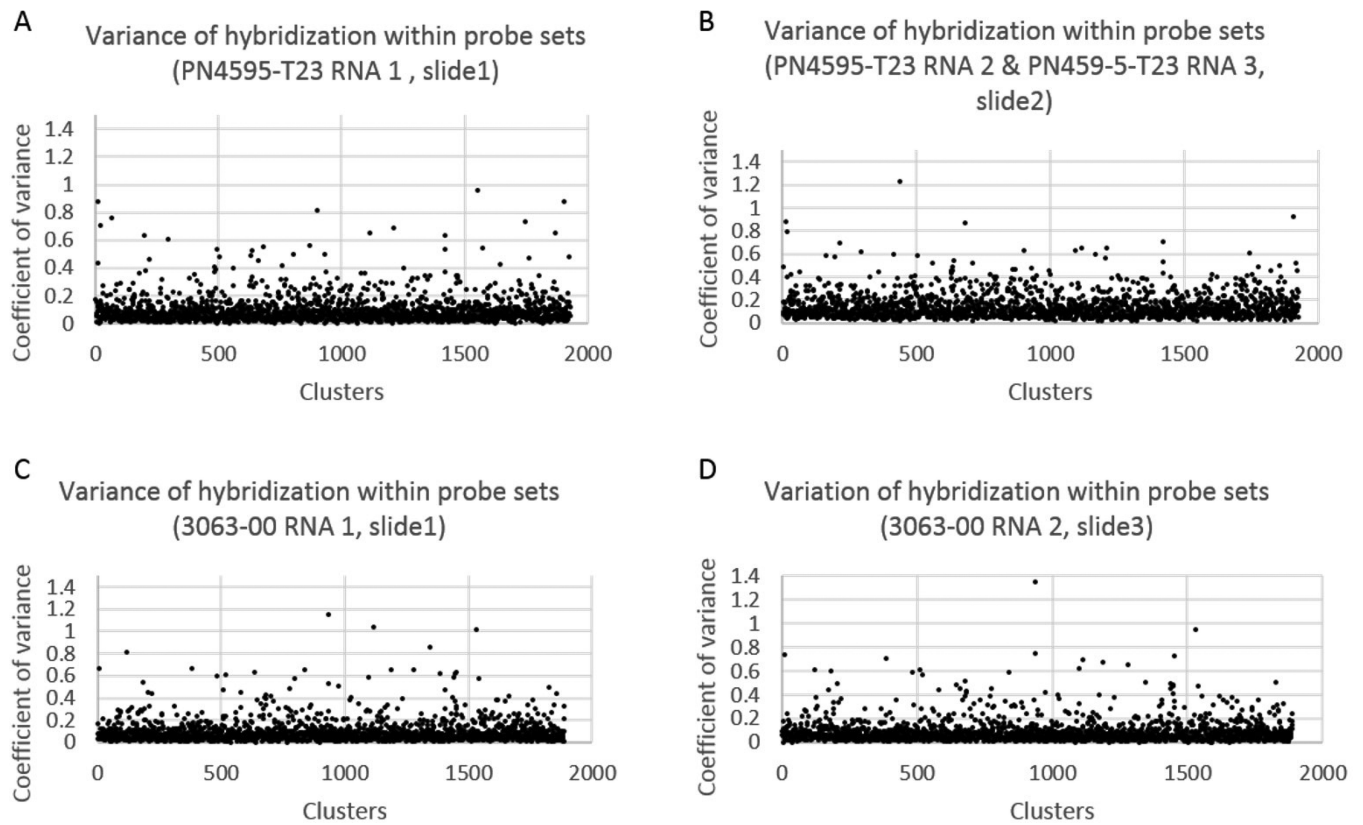 A
Variance of hybridization within probe sets
(PN4595-T23 RNA 1 , slide1)
Coefficient of variance
1.4
1.2
1
0.8
0.6
0.4
0.2
0
0 500 1000 1500 2000
Clusters
B
Variance of hybridization within probe sets
(PN4595-T23 RNA 2 & PN459-5-T23 RNA 3,
slide2)
Coefficient of variance
1.4
1.2
1
0.8
0.6
0.4
0.2
0
0 500 1000 1500 2000
Clusters
C
Variance of hybridization within probe sets
(3063-00 RNA 1, slide1)
Coefficient of variance
1.4
1.2
1
0.8
0.6
0.4
0.2
0
0 500 1000 1500 2000
Clusters
D
Variation of hybridization within probe sets
(3063-00 RNA 2, slide3)
Coefficient of variance
1.4
1.2
1
0.8
0.6
0.4
0.2
0
0 500 1000 1500 2000
Clusters